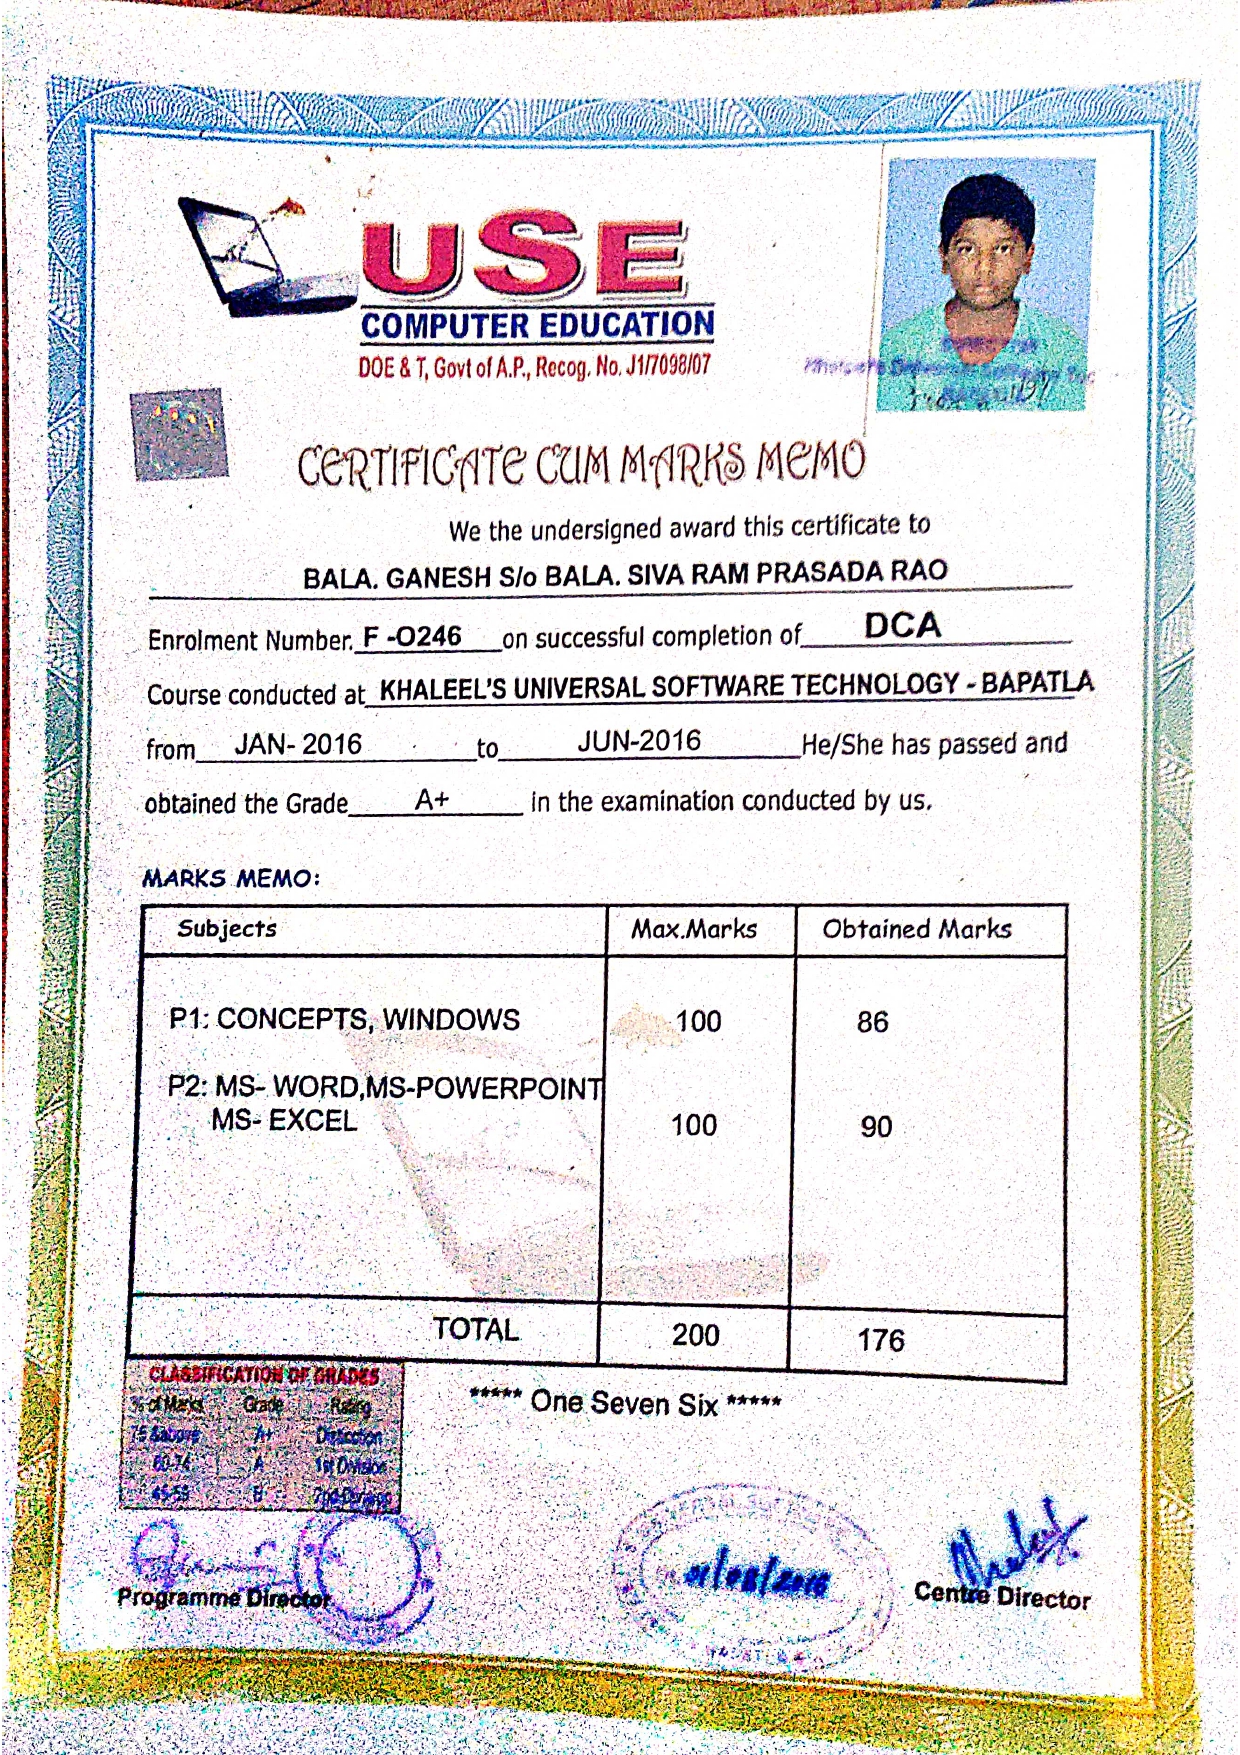 USE
COMPUTER EDUCATION
DOE & T, Govt of A.P., Recog. No. J1/7098/07
CERTIFICATE CUM MARKS MEMO
We the undersigned award this certificate to
BALA. GANESH S/o BALA. SIVA RAM PRASADA RAO
Enrolment Number. F -O246 on successful completion of DCA
Course conducted at KHALEEL'S UNIVERSAL SOFTWARE TECHNOLOGY - BAPATLA
from JAN- 2016 to JUN-2016 He/She has passed and
obtained the Grade A+ in the examination conducted by us.
MARKS MEMO:
Subjects Max.Marks Obtained Marks
P1: CONCEPTS, WINDOWS 100 86
P2: MS- WORD,MS-POWERPOINT
MS- EXCEL 100 90
TOTAL 200 176
***** One Seven Six *****
CLASSIFICATION OF GRADES
% of Marks Grade Rating
75 &above A+ Distinction
60-74 A 1st Division
45-59 B 2nd Division
01/08/2016
Programme Director
Centre Director